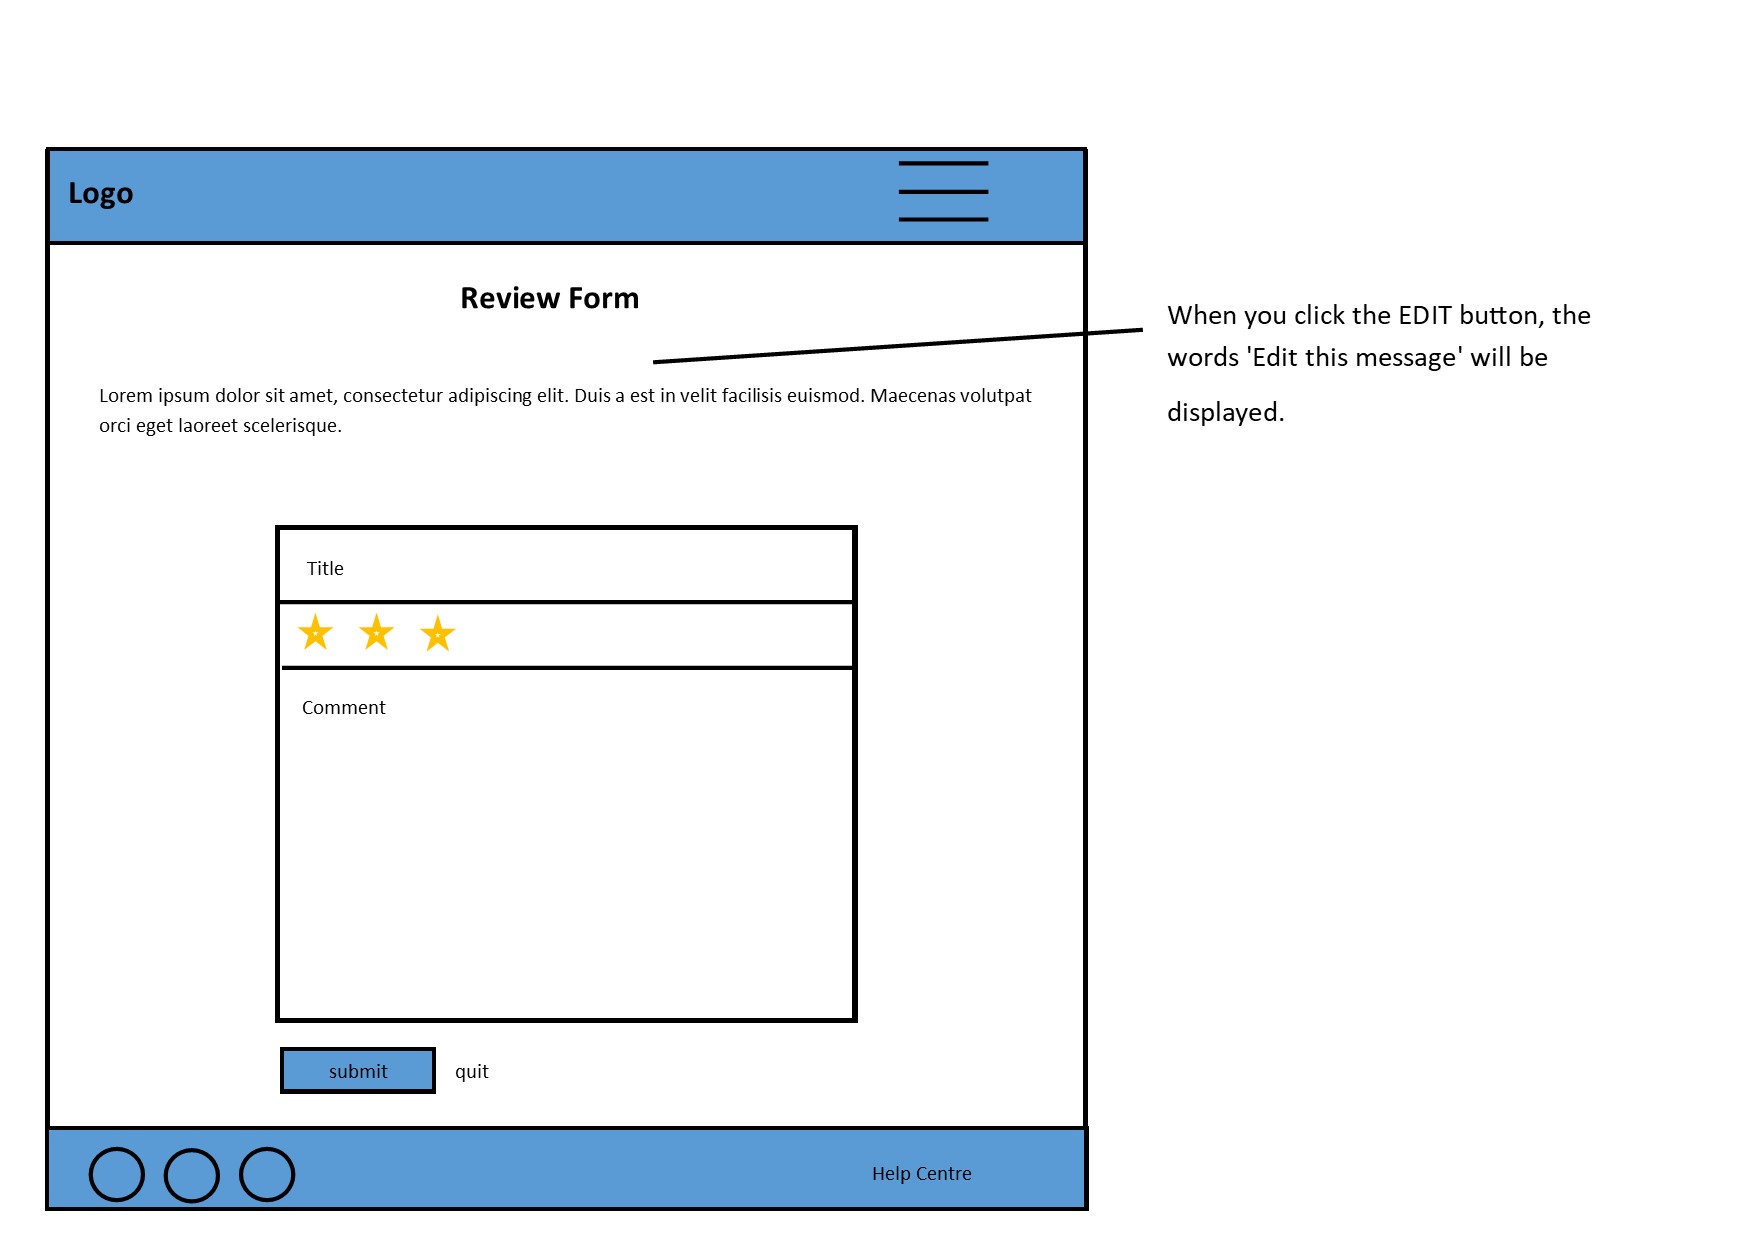 Logo
Review Form
When you click the EDIT button, the
words 'Edit this message' will be
displayed.
Lorem ipsum dolor sit amet, consectetur adipiscing elit. Duis a est in velit facilisis euismod. Maecenas volutpat
orci eget laoreet scelerisque.
Title
Comment
submit
quit
Help Centre